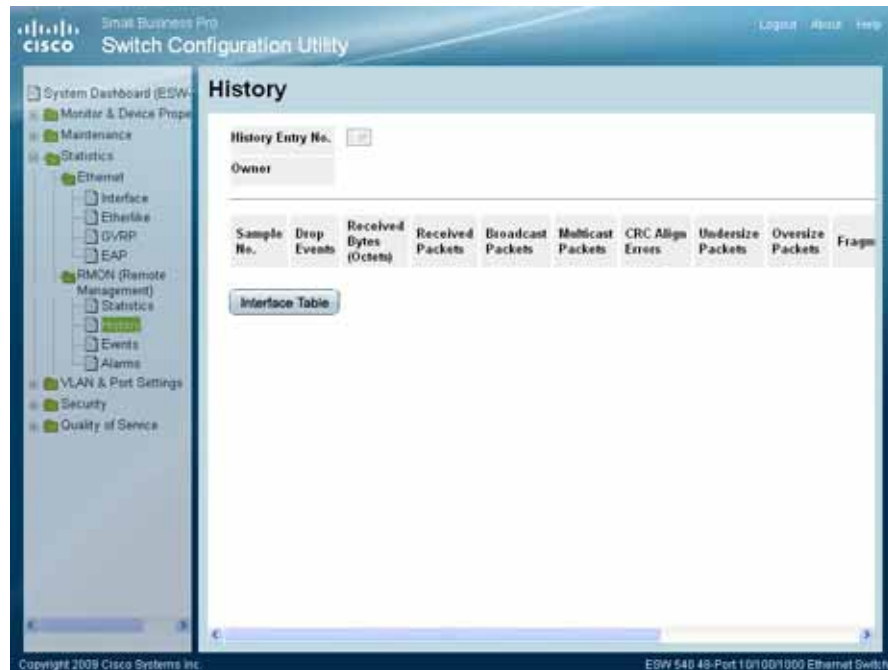 Small Business Pro
cisco Switch Configuration Utility
Logout About Help
System Dashboard (ESW-
Monitor & Device Prope
Maintenance
Statistics
Ethernet
Interface
Etherlike
GVRP
EAP
RMON (Remote
Management)
Statistics
History
Events
Alarms
VLAN & Port Settings
Security
Quality of Service
History
History Entry No.
Owner
Sample No. Drop Events Received Bytes (Octets) Received Packets Broadcast Packets Multicast Packets CRC Align Errors Undersize Packets Oversize Packets Fragm
Interface Table
Copyright 2009 Cisco Systems Inc.
ESW 540 48-Port 10/100/1000 Ethernet Switch